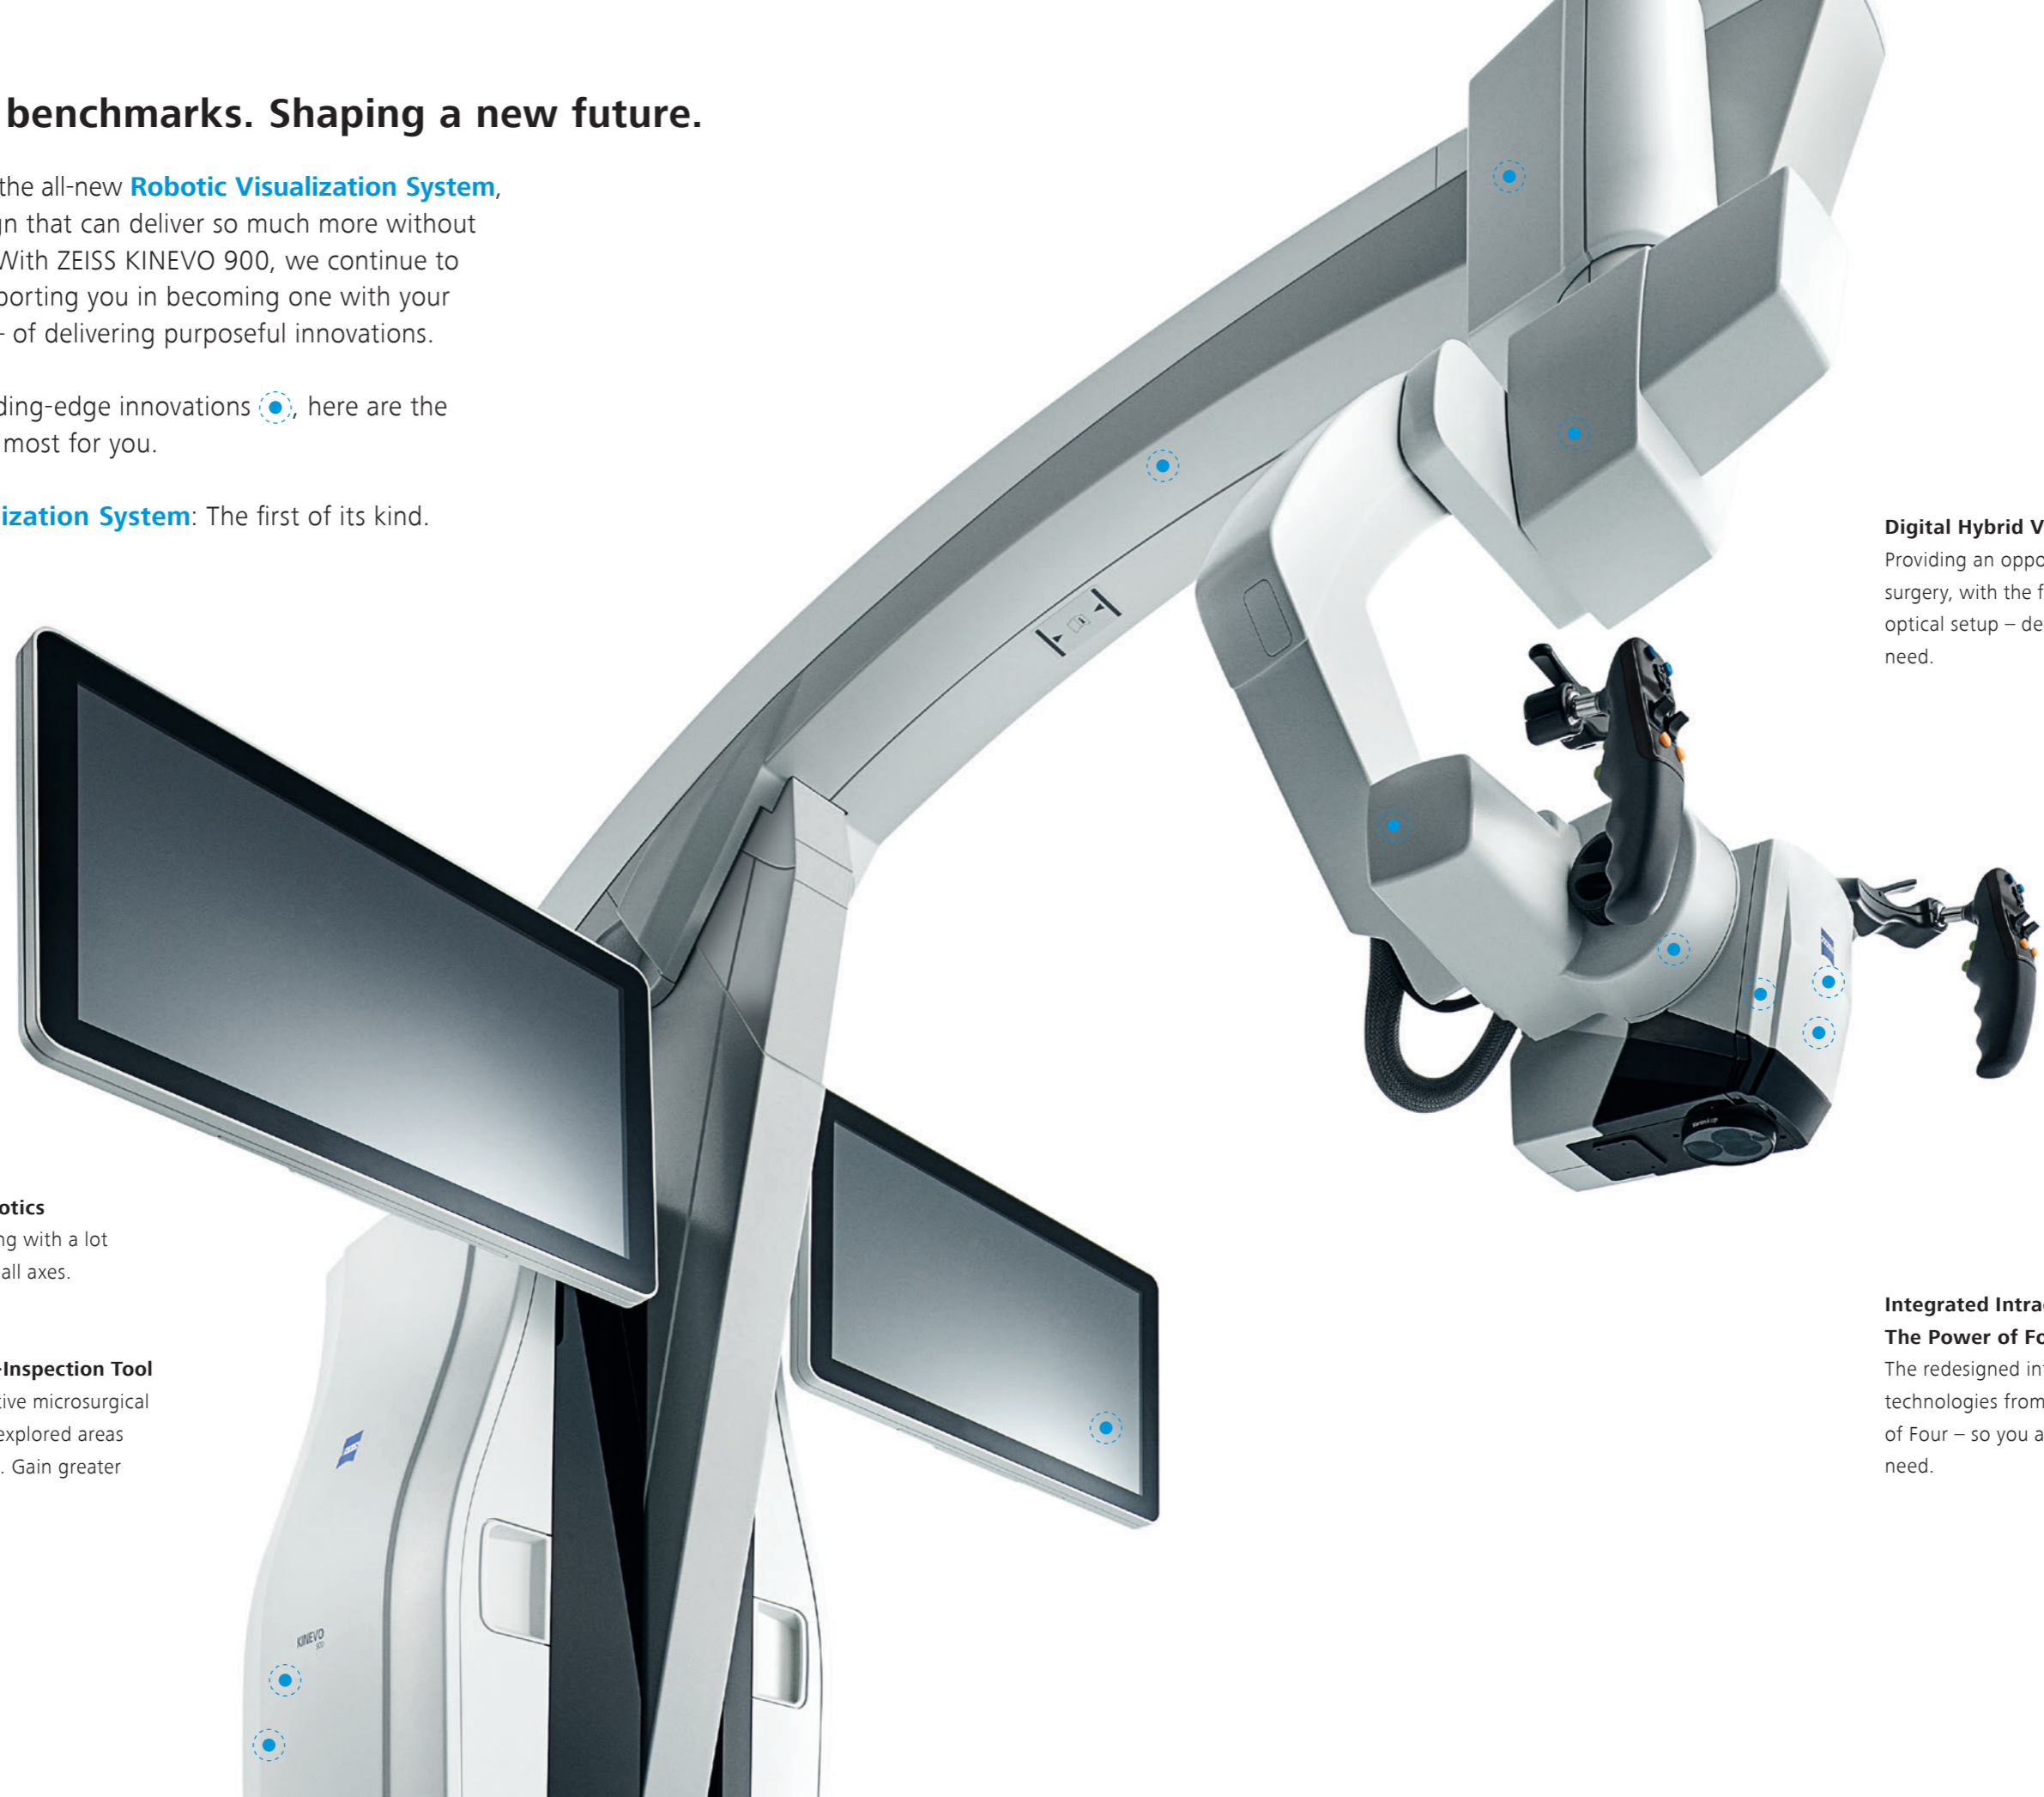 benchmarks. Shaping a new future.
the all-new Robotic Visualization System,
gn that can deliver so much more without
With ZEISS KINEVO 900, we continue to
porting you in becoming one with your
– of delivering purposeful innovations.
ding-edge innovations , here are the
most for you.
ization System: The first of its kind.
Digital Hybrid V
Providing an oppo
surgery, with the f
optical setup – de
need.
otics
ng with a lot
all axes.
-Inspection Tool
tive microsurgical
explored areas
. Gain greater
Integrated Intra
The Power of Fo
The redesigned in
technologies from
of Four – so you a
need.
ZEISS
KINEVO
900